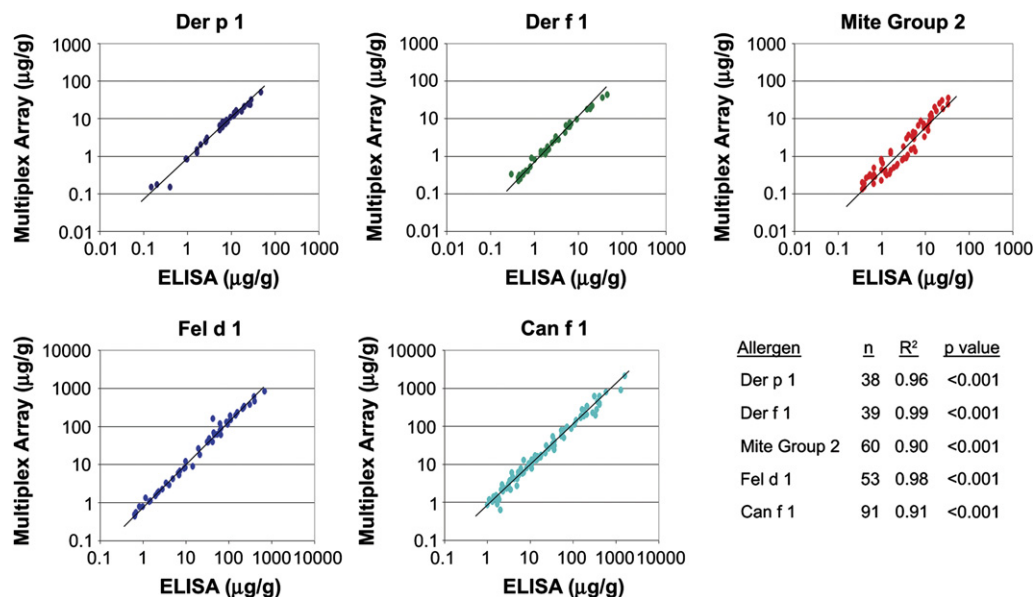 Der p 1
Multiplex Array (μg/g)
1000
100
10
1
0.1
0.01
0.01 0.1 1 10 100 1000
ELISA (μg/g)
Der f 1
Multiplex Array (μg/g)
1000
100
10
1
0.1
0.01
0.01 0.1 1 10 100 1000
ELISA (μg/g)
Mite Group 2
Multiplex Array (μg/g)
1000
100
10
1
0.1
0.01
0.01 0.1 1 10 100 1000
ELISA (μg/g)
Fel d 1
Multiplex Array (μg/g)
10000
1000
100
10
1
0.1
0.1 1 10 100 1000 10000
ELISA (μg/g)
Can f 1
Multiplex Array (μg/g)
10000
1000
100
10
1
0.1
0.1 1 10 100 1000 10000
ELISA (μg/g)
Allergen n R² p value
Der p 1 38 0.96 <0.001
Der f 1 39 0.99 <0.001
Mite Group 2 60 0.90 <0.001
Fel d 1 53 0.98 <0.001
Can f 1 91 0.91 <0.001